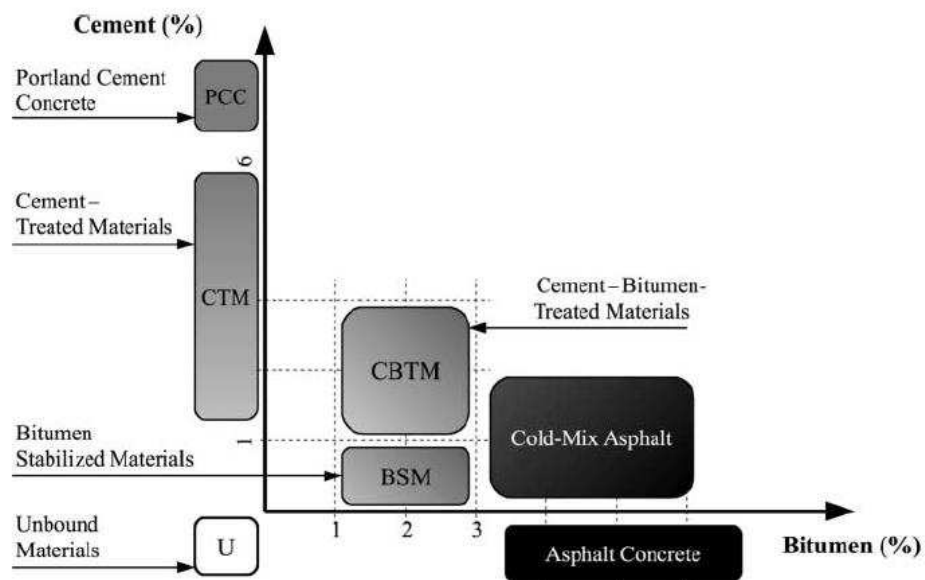 Cement (%)
Portland Cement
Concrete
PCC
6
Cement–
Treated Materials
CTM
Cement–Bitumen-
Treated Materials
CBTM
Cold-Mix Asphalt
Bitumen
Stabilized Materials
1
BSM
Unbound
Materials
U
1 2 3
Asphalt Concrete
Bitumen (%)